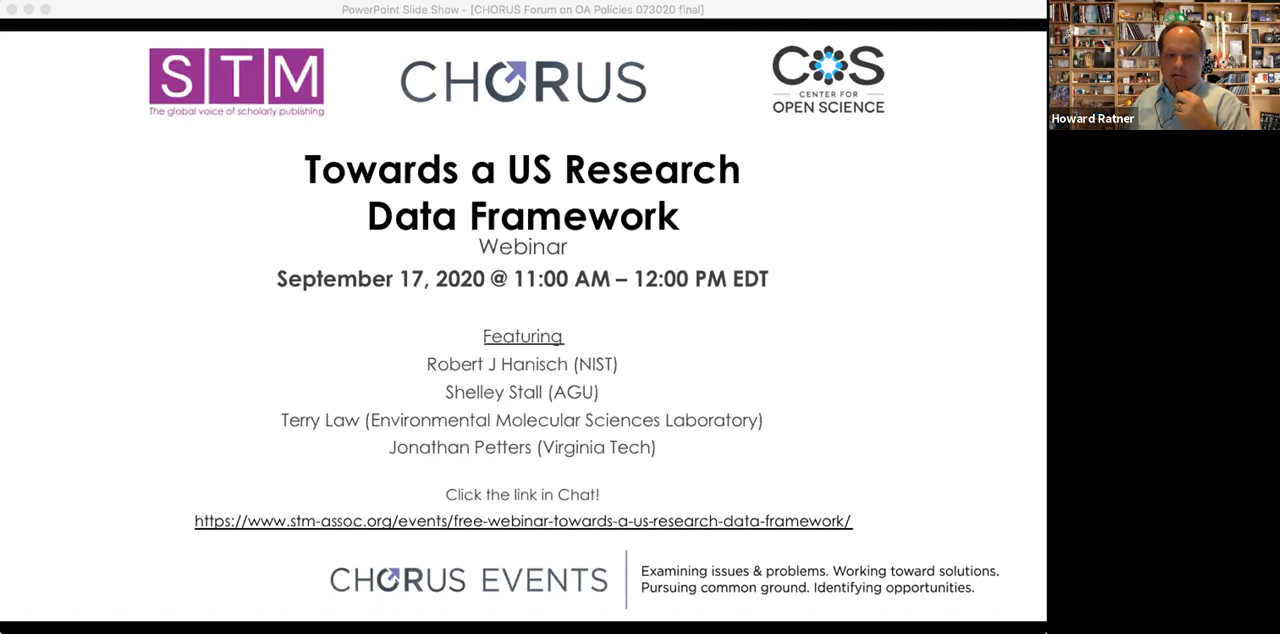 PowerPoint Slide Show - [CHORUS Forum on OA Policies 073020 final]
STM
The global voice of scholarly publishing
CHORUS
COS
CENTER FOR
OPEN SCIENCE
Howard Ratner
Towards a US Research
Data Framework
Webinar
September 17, 2020 @ 11:00 AM – 12:00 PM EDT
Featuring
Robert J Hanisch (NIST)
Shelley Stall (AGU)
Terry Law (Environmental Molecular Sciences Laboratory)
Jonathan Petters (Virginia Tech)
Click the link in Chat!
https://www.stm-assoc.org/events/free-webinar-towards-a-us-research-data-framework/
CHORUS EVENTS
Examining issues & problems. Working toward solutions.
Pursuing common ground. Identifying opportunities.